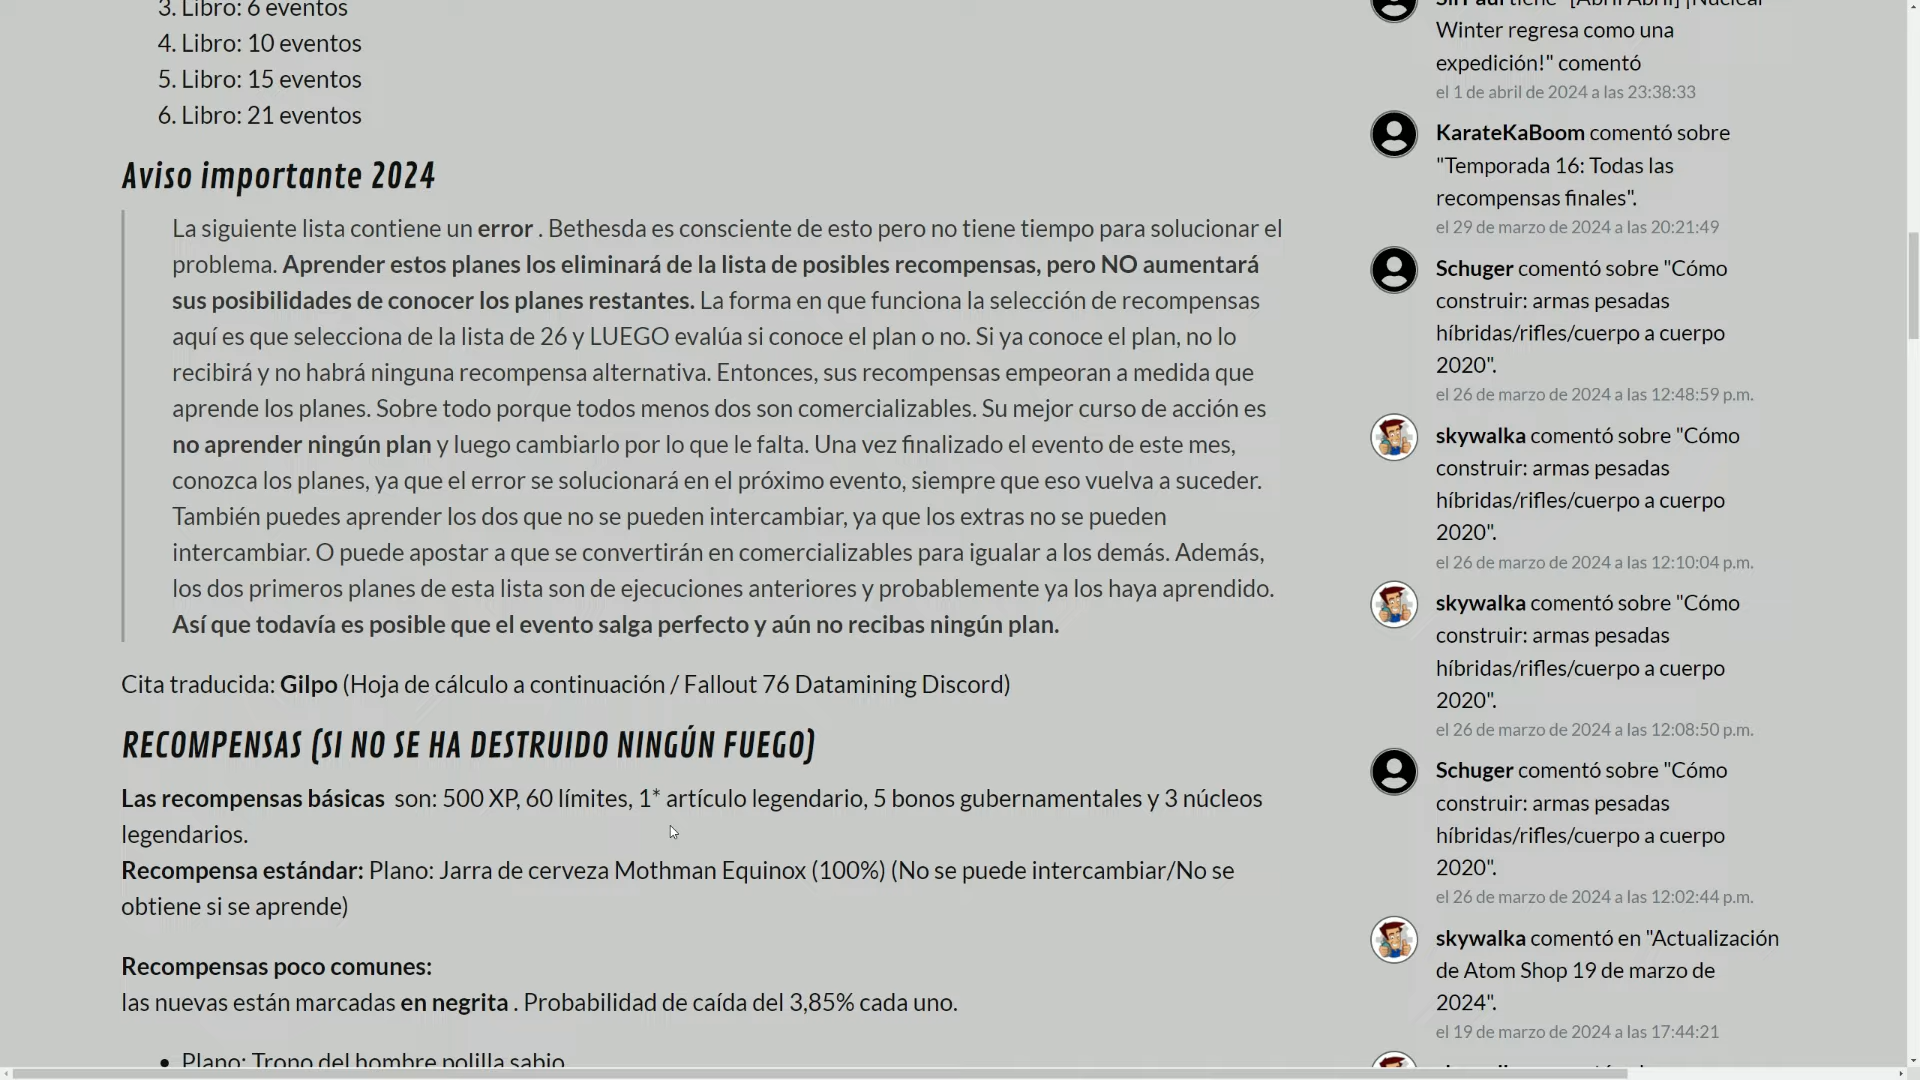 3. Libro: 6 eventos
4. Libro: 10 eventos
5. Libro: 15 eventos
6. Libro: 21 eventos
Aviso importante 2024
La siguiente lista contiene un error . Bethesda es consciente de esto pero no tiene tiempo para solucionar el
problema. Aprender estos planes los eliminará de la lista de posibles recompensas, pero NO aumentará
sus posibilidades de conocer los planes restantes. La forma en que funciona la selección de recompensas
aquí es que selecciona de la lista de 26 y LUEGO evalúa si conoce el plan o no. Si ya conoce el plan, no lo
recibirá y no habrá ninguna recompensa alternativa. Entonces, sus recompensas empeoran a medida que
aprende los planes. Sobre todo porque todos menos dos son comercializables. Su mejor curso de acción es
no aprender ningún plan y luego cambiarlo por lo que le falta. Una vez finalizado el evento de este mes,
conozca los planes, ya que el error se solucionará en el próximo evento, siempre que eso vuelva a suceder.
También puedes aprender los dos que no se pueden intercambiar, ya que los extras no se pueden
intercambiar. O puede apostar a que se convertirán en comercializables para igualar a los demás. Además,
los dos primeros planes de esta lista son de ejecuciones anteriores y probablemente ya los haya aprendido.
Así que todavía es posible que el evento salga perfecto y aún no recibas ningún plan.
Cita traducida: Gilpo (Hoja de cálculo a continuación / Fallout 76 Datamining Discord)
RECOMPENSAS (SI NO SE HA DESTRUIDO NINGÚN FUEGO)
Las recompensas básicas son: 500 XP, 60 límites, 1* artículo legendario, 5 bonos gubernamentales y 3 núcleos
legendarios.
Recompensa estándar: Plano: Jarra de cerveza Mothman Equinox (100%) (No se puede intercambiar/No se
obtiene si se aprende)
Recompensas poco comunes:
las nuevas están marcadas en negrita . Probabilidad de caída del 3,85% cada uno.
• Plano: Trono del hombre polilla sabio
SirPaul tiene "[Abril Abril] |Nuclear
Winter regresa como una
expedición!" comentó
el 1 de abril de 2024 a las 23:38:33
KarateKaBoom comentó sobre
"Temporada 16: Todas las
recompensas finales".
el 29 de marzo de 2024 a las 20:21:49
Schuger comentó sobre "Cómo
construir: armas pesadas
híbridas/rifles/cuerpo a cuerpo
2020".
el 26 de marzo de 2024 a las 12:48:59 p.m.
skywalka comentó sobre "Cómo
construir: armas pesadas
híbridas/rifles/cuerpo a cuerpo
2020".
el 26 de marzo de 2024 a las 12:10:04 p.m.
skywalka comentó sobre "Cómo
construir: armas pesadas
híbridas/rifles/cuerpo a cuerpo
2020".
el 26 de marzo de 2024 a las 12:08:50 p.m.
Schuger comentó sobre "Cómo
construir: armas pesadas
híbridas/rifles/cuerpo a cuerpo
2020".
el 26 de marzo de 2024 a las 12:02:44 p.m.
skywalka comentó en "Actualización
de Atom Shop 19 de marzo de
2024".
el 19 de marzo de 2024 a las 17:44:21